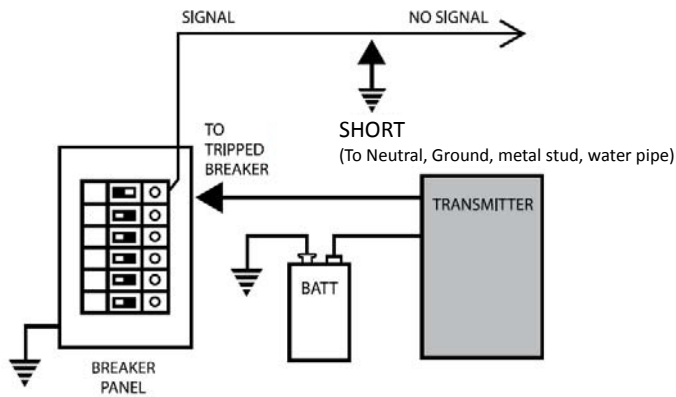 SIGNAL
NO SIGNAL
SHORT
(To Neutral, Ground, metal stud, water pipe)
TO
TRIPPED
BREAKER
TRANSMITTER
BATT
BREAKER
PANEL